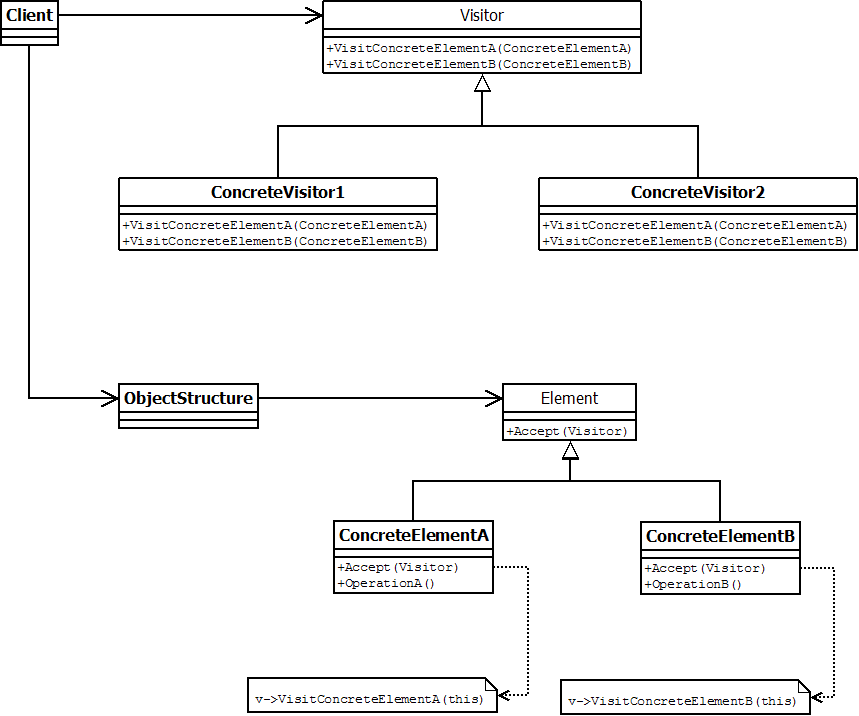 Client
Visitor
+VisitConcreteElementA(ConcreteElementA)
+VisitConcreteElementB(ConcreteElementB)
ConcreteVisitor1
+VisitConcreteElementA(ConcreteElementA)
+VisitConcreteElementB(ConcreteElementB)
ConcreteVisitor2
+VisitConcreteElementA(ConcreteElementA)
+VisitConcreteElementB(ConcreteElementB)
ObjectStructure
Element
+Accept(Visitor)
ConcreteElementA
+Accept(Visitor)
+OperationA()
ConcreteElementB
+Accept(Visitor)
+OperationB()
v->VisitConcreteElementA(this)
v->VisitConcreteElementB(this)